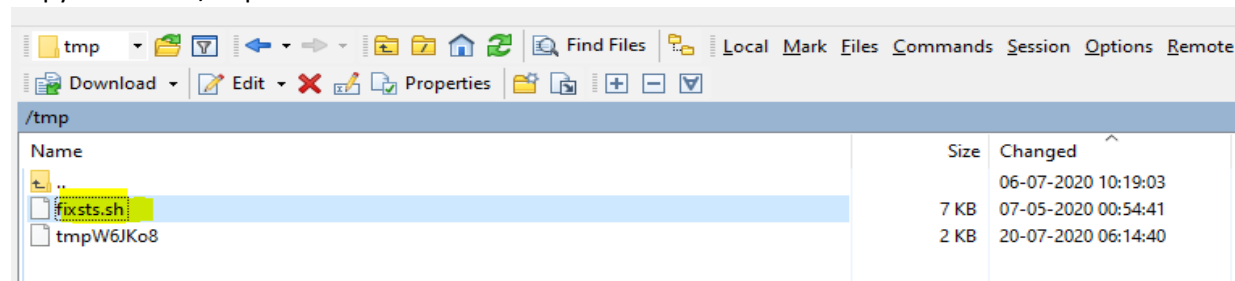 tmp Find Files Local Mark Files Commands Session Options Remote
Download Edit Properties
/tmp
Name Size Changed
.. 06-07-2020 10:19:03
fixsts.sh 7 KB 07-05-2020 00:54:41
tmpW6JKo8 2 KB 20-07-2020 06:14:40